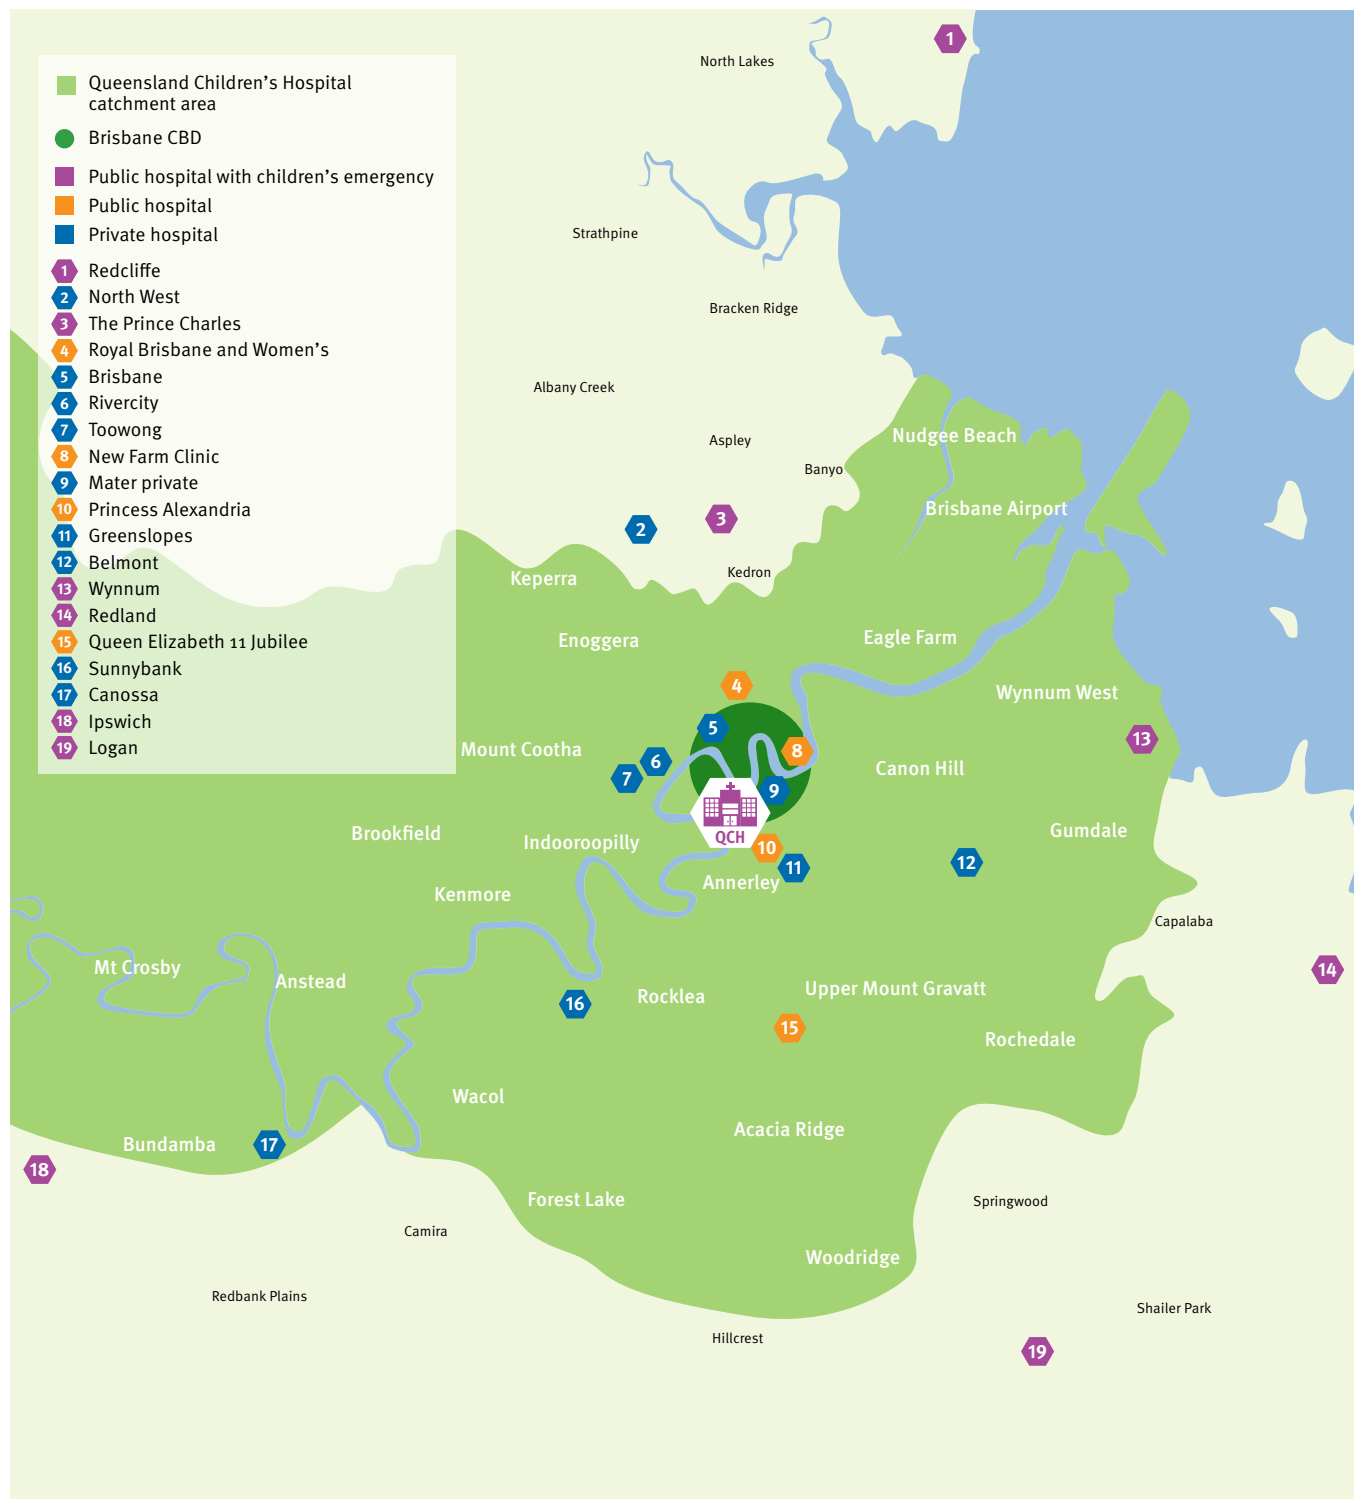 Queensland Children's Hospital
catchment area
Brisbane CBD
Public hospital with children's emergency
Public hospital
Private hospital
1 Redcliffe
2 North West
3 The Prince Charles
4 Royal Brisbane and Women's
5 Brisbane
6 Rivercity
7 Toowong
8 New Farm Clinic
9 Mater private
10 Princess Alexandria
11 Greenslopes
12 Belmont
13 Wynnum
14 Redland
15 Queen Elizabeth 11 Jubilee
16 Sunnybank
17 Canossa
18 Ipswich
19 Logan
1
North Lakes
Strathpine
Bracken Ridge
Albany Creek
Aspley
Nudgee Beach
Banyo
Brisbane Airport
2
3
Kedron
Keperra
Enoggera
Eagle Farm
4
Wynnum West
5
13
Mount Cootha
8
6
Canon Hill
7
9
Brookfield
QCH
Gumdale
Indooroopilly
10
11
12
Annerley
Kenmore
Capalaba
Mt Crosby
14
Anstead
Upper Mount Gravatt
Rocklea
16
15
Rochedale
Wacol
Acacia Ridge
Bundamba
17
18
Forest Lake
Springwood
Camira
Woodridge
Redbank Plains
Shailer Park
Hillcrest
19